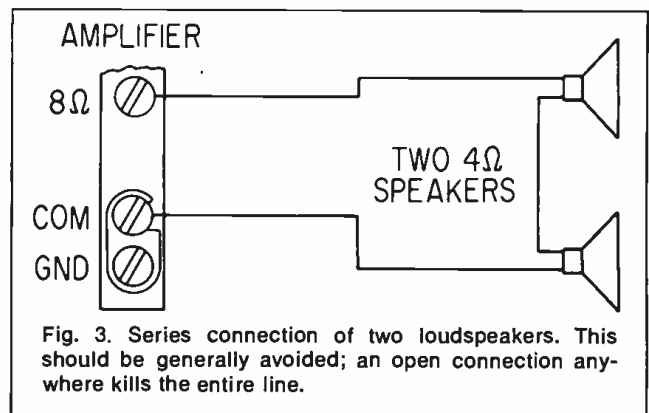 AMPLIFIER
8Ω
TWO 4Ω
SPEAKERS
COM
GND
Fig. 3. Series connection of two loudspeakers. This
should be generally avoided; an open connection any-
where kills the entire line.